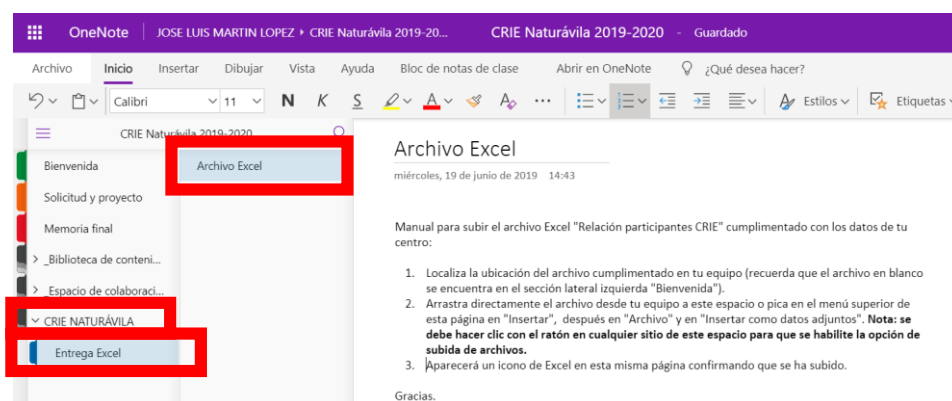 OneNote JOSE LUIS MARTIN LOPEZ ▸ CRIE Naturávila 2019-20... CRIE Naturávila 2019-2020 - Guardado
Archivo Inicio Insertar Dibujar Vista Ayuda Bloc de notas de clase Abrir en OneNote ¿Qué desea hacer?
Calibri 11 N K S A A ... Estilos Etiquetas
CRIE Naturávila 2019-2020
Bienvenida
Solicitud y proyecto
Memoria final
> _Biblioteca de conteni...
> _Espacio de colaboraci...
CRIE NATURÁVILA
Entrega Excel
Archivo Excel
Archivo Excel
miércoles, 19 de junio de 2019 14:43
Manual para subir el archivo Excel "Relación participantes CRIE" cumplimentado con los datos de tu
centro:
1. Localiza la ubicación del archivo cumplimentado en tu equipo (recuerda que el archivo en blanco
se encuentra en el sección lateral izquierda "Bienvenida").
2. Arrastra directamente el archivo desde tu equipo a este espacio o pica en el menú superior de
esta página en "Insertar", después en "Archivo" y en "Insertar como datos adjuntos". Nota: se
debe hacer clic con el ratón en cualquier sitio de este espacio para que se habilite la opción de
subida de archivos.
3. Aparecerá un icono de Excel en esta misma página confirmando que se ha subido.
Gracias.